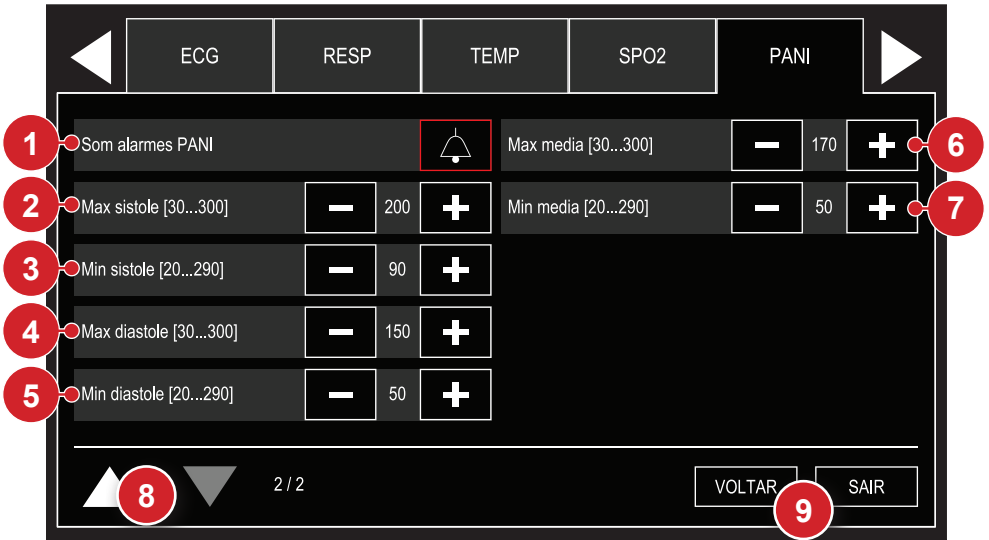 ECG RESP TEMP SPO2 PANI
1 Som alarmes PANI
Max media [30...300] 170 6
2 Max sistole [30...300] 200
Min media [20...290] 50 7
3 Min sistole [20...290] 90
4 Max diastole [30...300] 150
5 Min diastole [20...290] 50
8 2 / 2 VOLTAR 9 SAIR